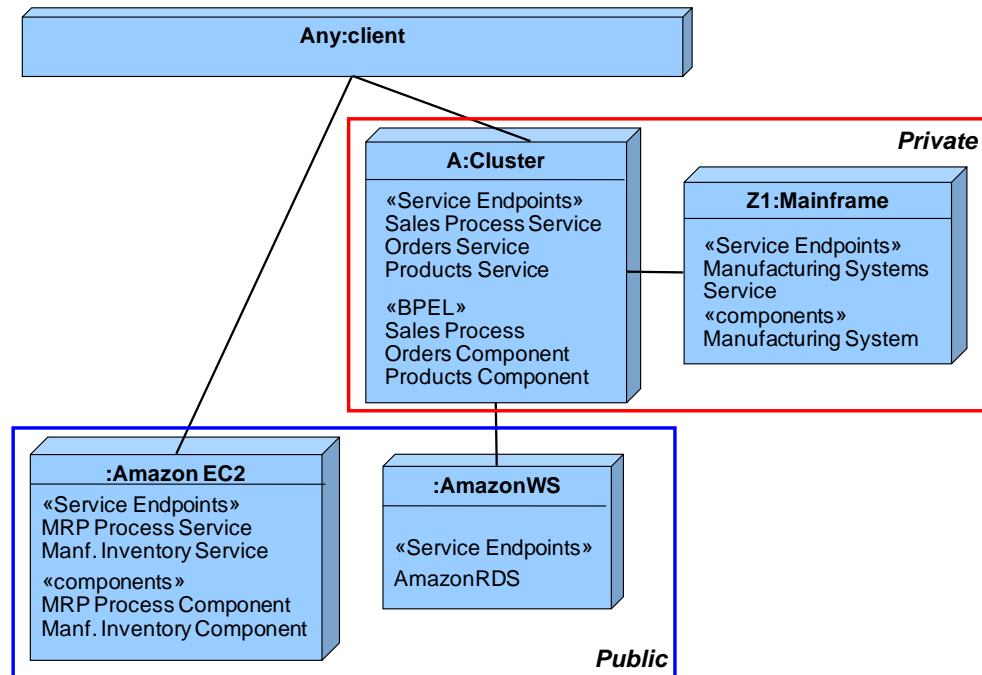 Any:client
Private
A:Cluster
«Service Endpoints»
Sales Process Service
Orders Service
Products Service
«BPEL»
Sales Process
Orders Component
Products Component
Z1:Mainframe
«Service Endpoints»
Manufacturing Systems
Service
«components»
Manufacturing System
:Amazon EC2
«Service Endpoints»
MRP Process Service
Manf. Inventory Service
«components»
MRP Process Component
Manf. Inventory Component
:AmazonWS
«Service Endpoints»
AmazonRDS
Public